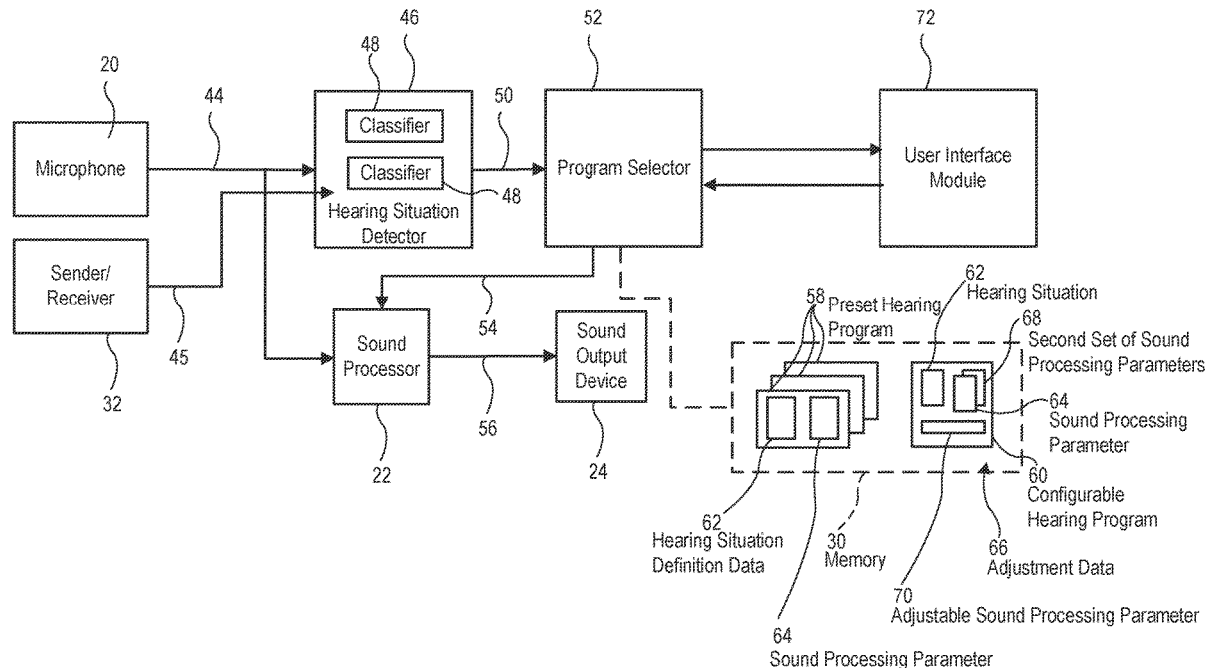 46
52
72
20
48
44
50
Microphone
Classifier
Classifier
48
Hearing Situation
Detector
Program Selector
User Interface
Module
Sender/
Receiver
45
32
54
Sound
Processor
22
56
Sound
Output
Device
24
62
Hearing Situation
58
Preset Hearing
Program
68
Second Set of Sound
Processing Parameters
64
Sound Processing
Parameter
60
Configurable
Hearing Program
62
Hearing Situation
Definition Data
30
Memory
66
Adjustment Data
70
Adjustable Sound Processing Parameter
64
Sound Processing Parameter